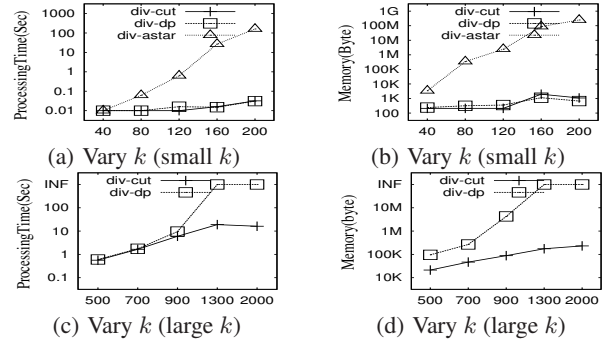 ProcessingTime(Sec)
1000
100
10
1
0.1
0.01
div-cut
div-dp
div-astar
40 80 120 160 200
(a) Vary k (small k)
Memory(Byte)
1G
100M
10M
1M
100K
10K
1K
100
div-cut
div-dp
div-astar
40 80 120 160 200
(b) Vary k (small k)
ProcessingTime(Sec)
INF
100
10
1
0.1
div-cut
div-dp
500 700 900 1300 2000
(c) Vary k (large k)
Memory(byte)
INF
10M
1M
100K
10K
div-cut
div-dp
500 700 900 1300 2000
(d) Vary k (large k)